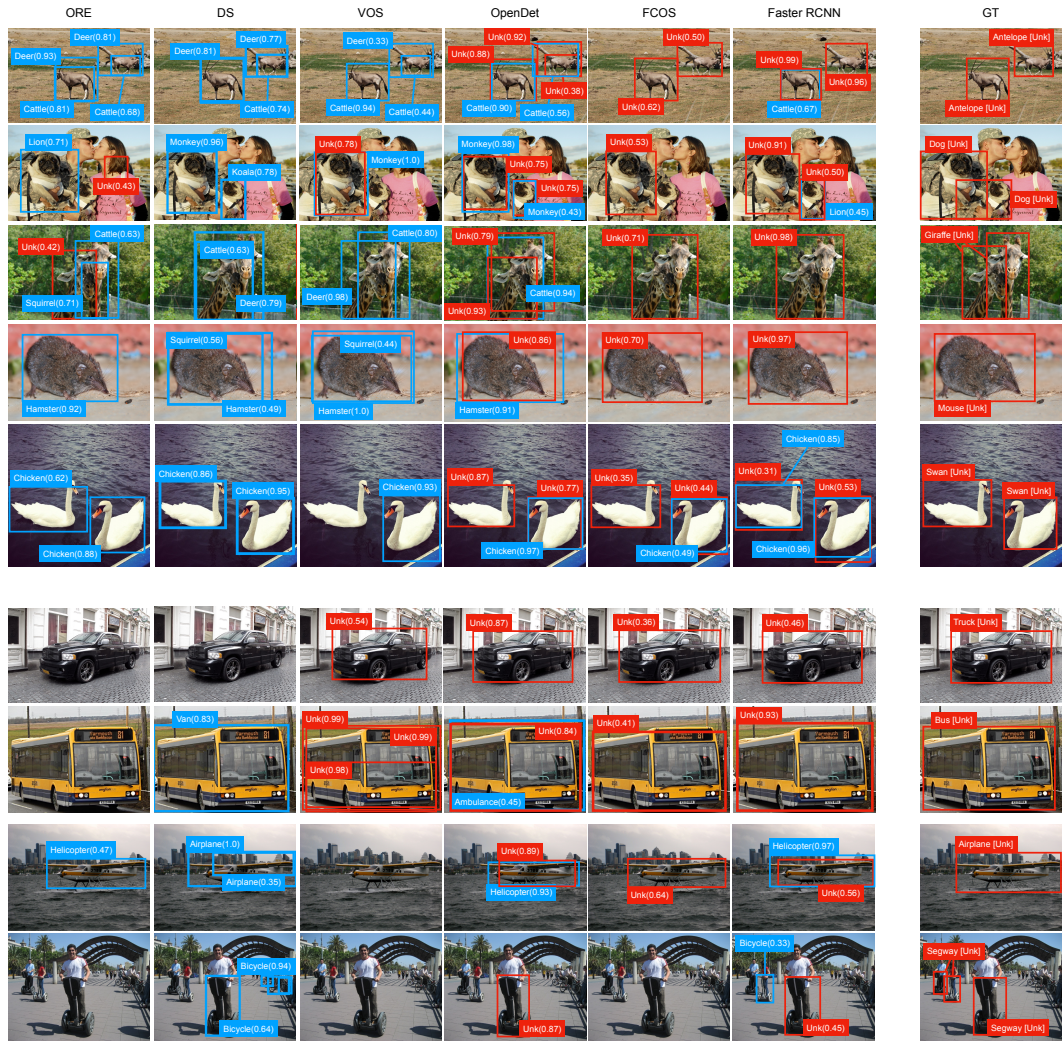 ORE DS VOS OpenDet FCOS Faster RCNN GT
Deer(0.81) Deer(0.77) Deer(0.33) Unk(0.92) Unk(0.50) Antelope [Unk]
Deer(0.93) Deer(0.81) Unk(0.88) Unk(0.99)
Unk(0.96)
Unk(0.38)
Cattle(0.81) Cattle(0.68) Cattle(0.74) Cattle(0.94) Cattle(0.44) Cattle(0.90) Cattle(0.56) Unk(0.62) Cattle(0.67) Antelope [Unk]
Lion(0.71) Monkey(0.96) Unk(0.78) Monkey(0.98) Unk(0.53) Unk(0.91) Dog [Unk]
Monkey(1.0) Unk(0.75)
Koala(0.78) Unk(0.50)
Unk(0.43) Unk(0.75) Dog [Unk]
Monkey(0.43) Lion(0.45)
Cattle(0.63) Cattle(0.80) Unk(0.79) Unk(0.71) Unk(0.98) Giraffe [Unk]
Unk(0.42) Cattle(0.63)
Cattle(0.94)
Squirrel(0.71) Deer(0.79) Deer(0.98) Unk(0.93)
Squirrel(0.56) Squirrel(0.44) Unk(0.86) Unk(0.70) Unk(0.97)
Hamster(0.92) Hamster(0.49) Hamster(1.0) Hamster(0.91) Mouse [Unk]
Chicken(0.85)
Chicken(0.62) Chicken(0.86) Unk(0.87) Unk(0.35) Unk(0.31) Swan [Unk]
Chicken(0.95) Chicken(0.93) Unk(0.77) Unk(0.44) Unk(0.53) Swan [Unk]
Chicken(0.88) Chicken(0.97) Chicken(0.49) Chicken(0.96)
Unk(0.54) Unk(0.87) Unk(0.36) Unk(0.46) Truck [Unk]
Van(0.83) Unk(0.99) Unk(0.84) Unk(0.41) Unk(0.93) Bus [Unk]
Unk(0.99)
Unk(0.98)
Ambulance(0.45)
Helicopter(0.47) Airplane(1.0) Unk(0.89) Helicopter(0.97) Airplane [Unk]
Airplane(0.35) Helicopter(0.93) Unk(0.64) Unk(0.56)
Bicycle(0.94) Bicycle(0.33) Segway [Unk]
Bicycle(0.64) Unk(0.87) Unk(0.45) Segway [Unk]